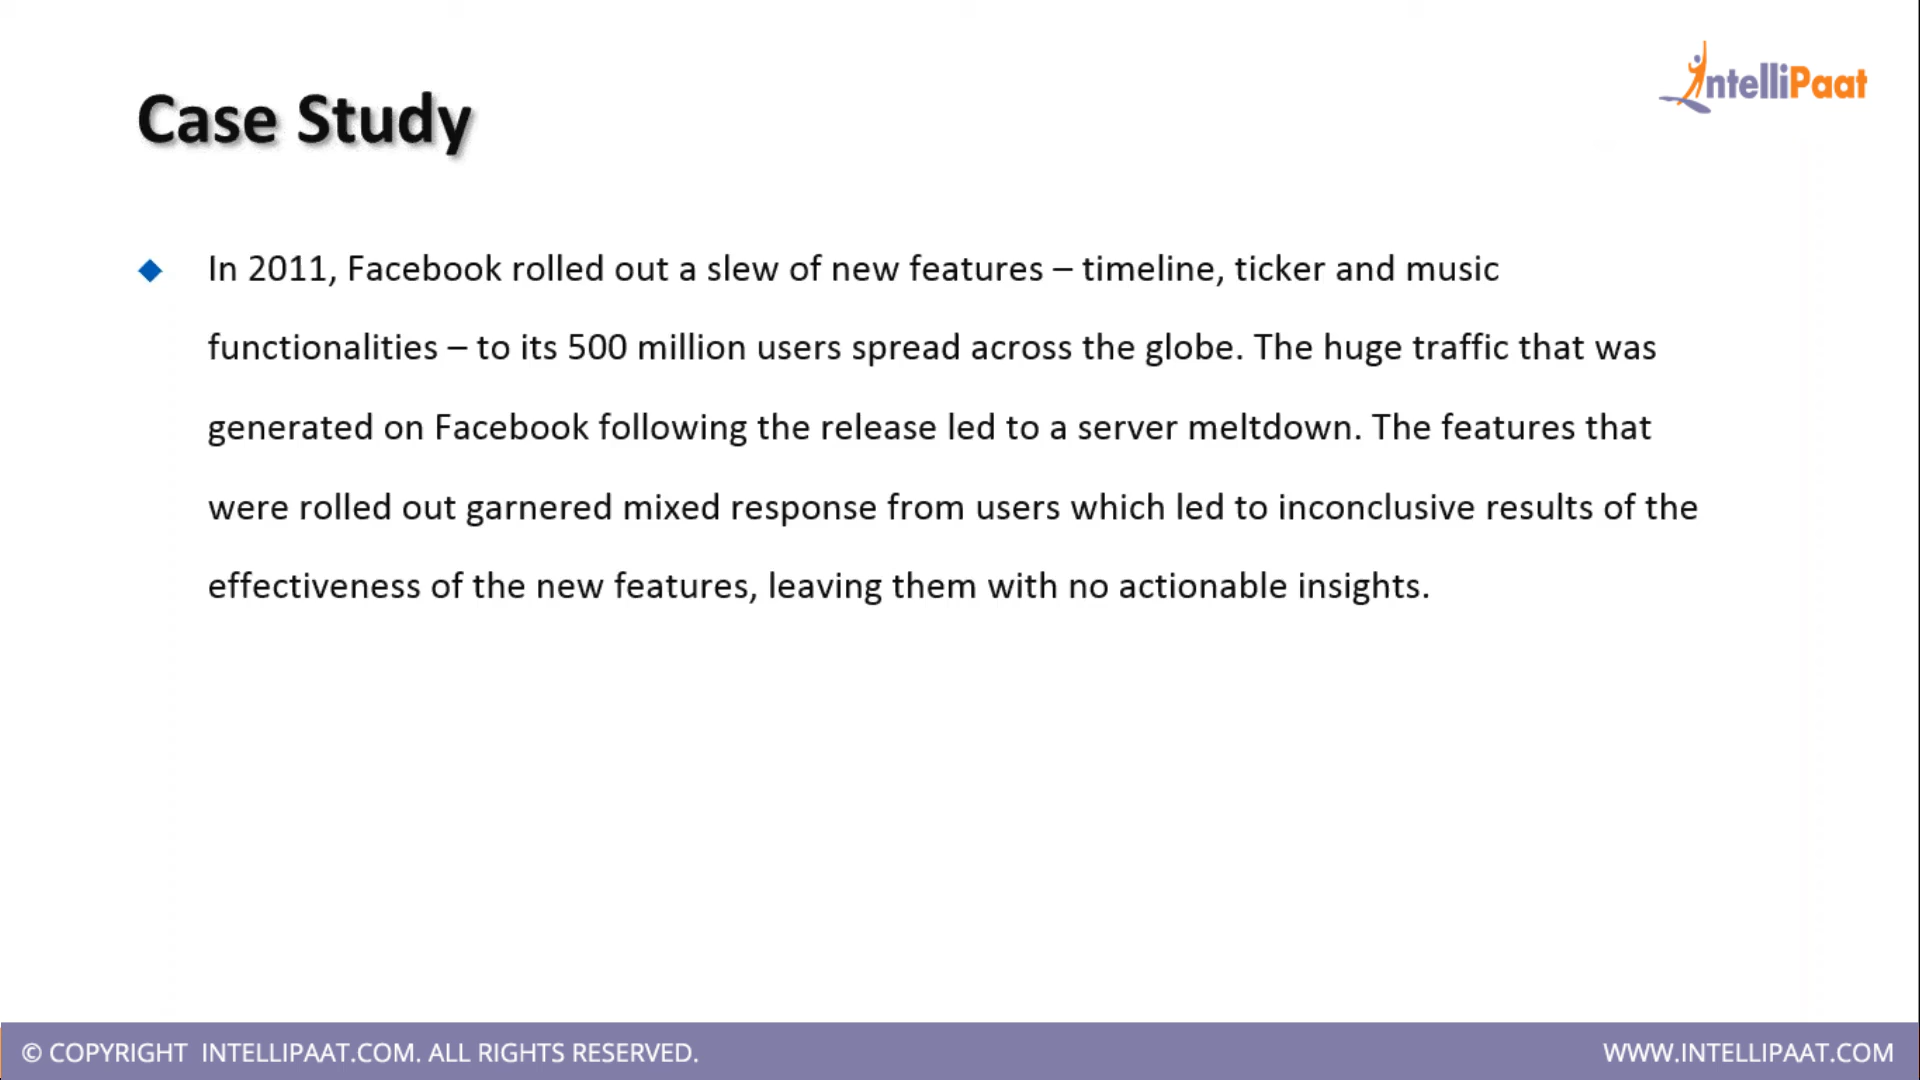 IntelliPaat
Case Study
In 2011, Facebook rolled out a slew of new features – timeline, ticker and music
functionalities – to its 500 million users spread across the globe. The huge traffic that was
generated on Facebook following the release led to a server meltdown. The features that
were rolled out garnered mixed response from users which led to inconclusive results of the
effectiveness of the new features, leaving them with no actionable insights.
© COPYRIGHT INTELLIPAAT.COM. ALL RIGHTS RESERVED.
WWW.INTELLIPAAT.COM